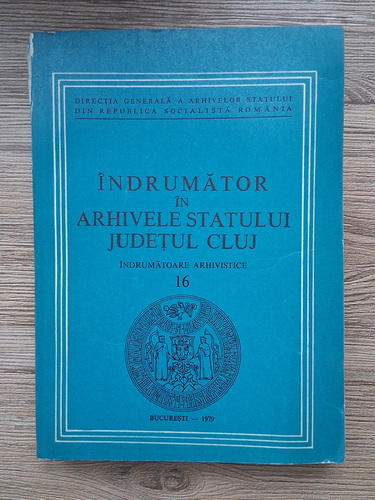 DIRECȚIA GENERALĂ A ARHIVELOR STATULUI
DIN REPUBLICA SOCIALISTĂ ROMÂNIA
ÎNDRUMĂTOR
ÎN
ARHIVELE STATULUI
JUDEȚUL CLUJ
ÎNDRUMĂTOARE ARHIVISTICE
16
BUCUREȘTI — 1979